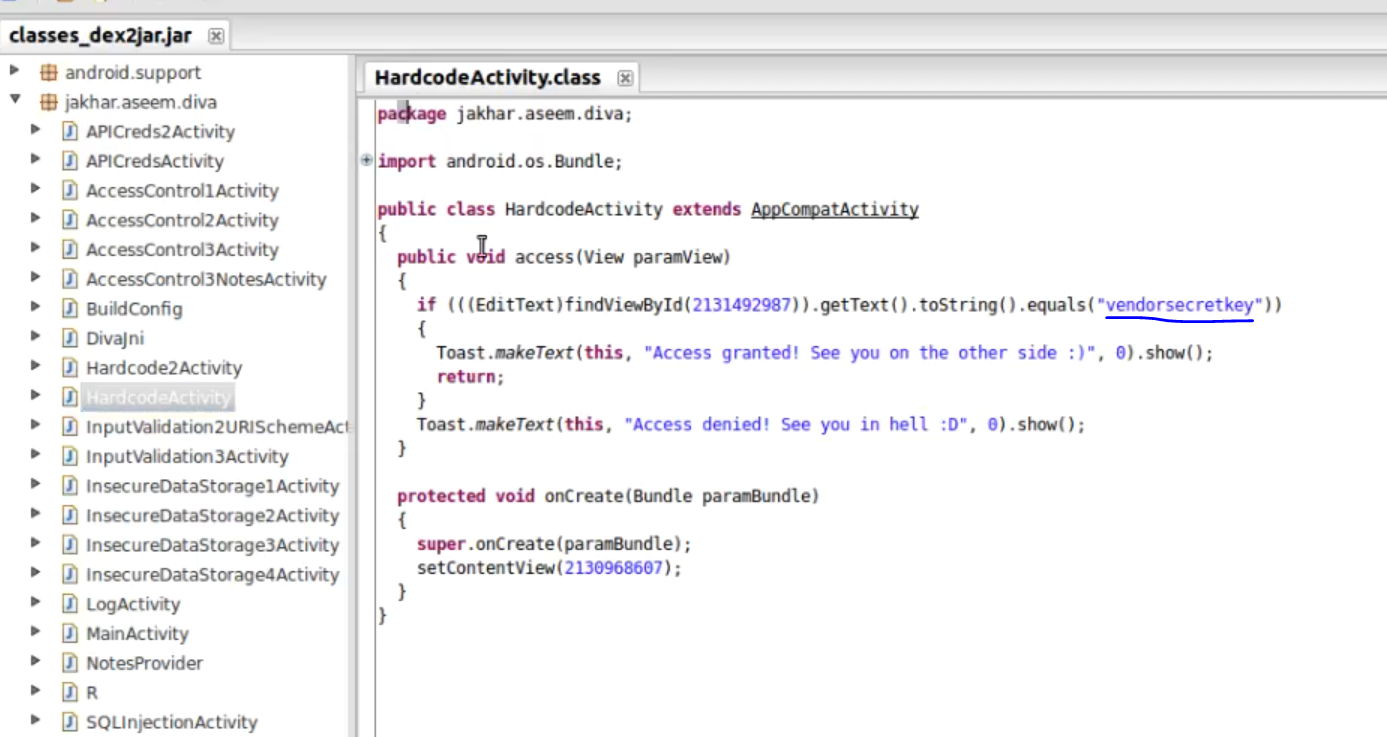 classes_dex2jar.jar
android.support
jakhar.aseem.diva
APICreds2Activity
APICredsActivity
AccessControl1Activity
AccessControl2Activity
AccessControl3Activity
AccessControl3NotesActivity
BuildConfig
DivaJni
Hardcode2Activity
HardcodeActivity
InputValidation2URISchemeAct
InputValidation3Activity
InsecureDataStorage1Activity
InsecureDataStorage2Activity
InsecureDataStorage3Activity
InsecureDataStorage4Activity
LogActivity
MainActivity
NotesProvider
R
SQLInjectionActivity
HardcodeActivity.class
package jakhar.aseem.diva;
import android.os.Bundle;
public class HardcodeActivity extends AppCompatActivity
{
public void access(View paramView)
{
if (((EditText)findViewById(2131492987)).getText().toString().equals("vendorsecretkey"))
{
Toast.makeText(this, "Access granted! See you on the other side :)", 0).show();
return;
}
Toast.makeText(this, "Access denied! See you in hell :D", 0).show();
}
protected void onCreate(Bundle paramBundle)
{
super.onCreate(paramBundle);
setContentView(2130968607);
}
}